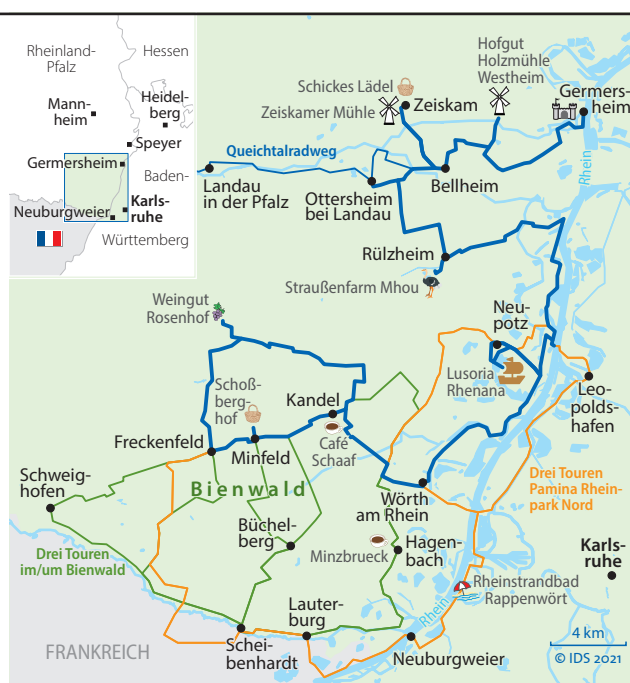 Rheinland-
Pfalz
Hessen
Mann-
heim
Heidel-
berg
Speyer
Germersheim
Baden-
Karls-
ruhe
Neuburgweier
Württemberg
Hofgut
Holzmühle
Westheim
Schickes Lädel
Zeiskam
Zeiskamer Mühle
Germers-
heim
Queichtalradweg
Rhein
Landau
in der Pfalz
Ottersheim
bei Landau
Bellheim
Rülzheim
Straußenfarm Mhou
Weingut
Rosenhof
Neu-
potz
Lusoria
Rhenana
Schoß-
berg-
hof
Kandel
Leo-
polds-
hafen
Café
Schaaf
Freckenfeld
Minfeld
Schweig-
hofen
Bienwald
Wörth
am Rhein
Drei Touren
Pamina Rhein-
park Nord
Büchel-
berg
Minzbrueck
Hagen-
bach
Drei Touren
im/um Bienwald
Karls-
ruhe
Rheinstrandbad
Rappenwört
Lauter-
burg
Rhein
Schei-
benhardt
FRANKREICH
Neuburgweier
4 km
© IDS 2021